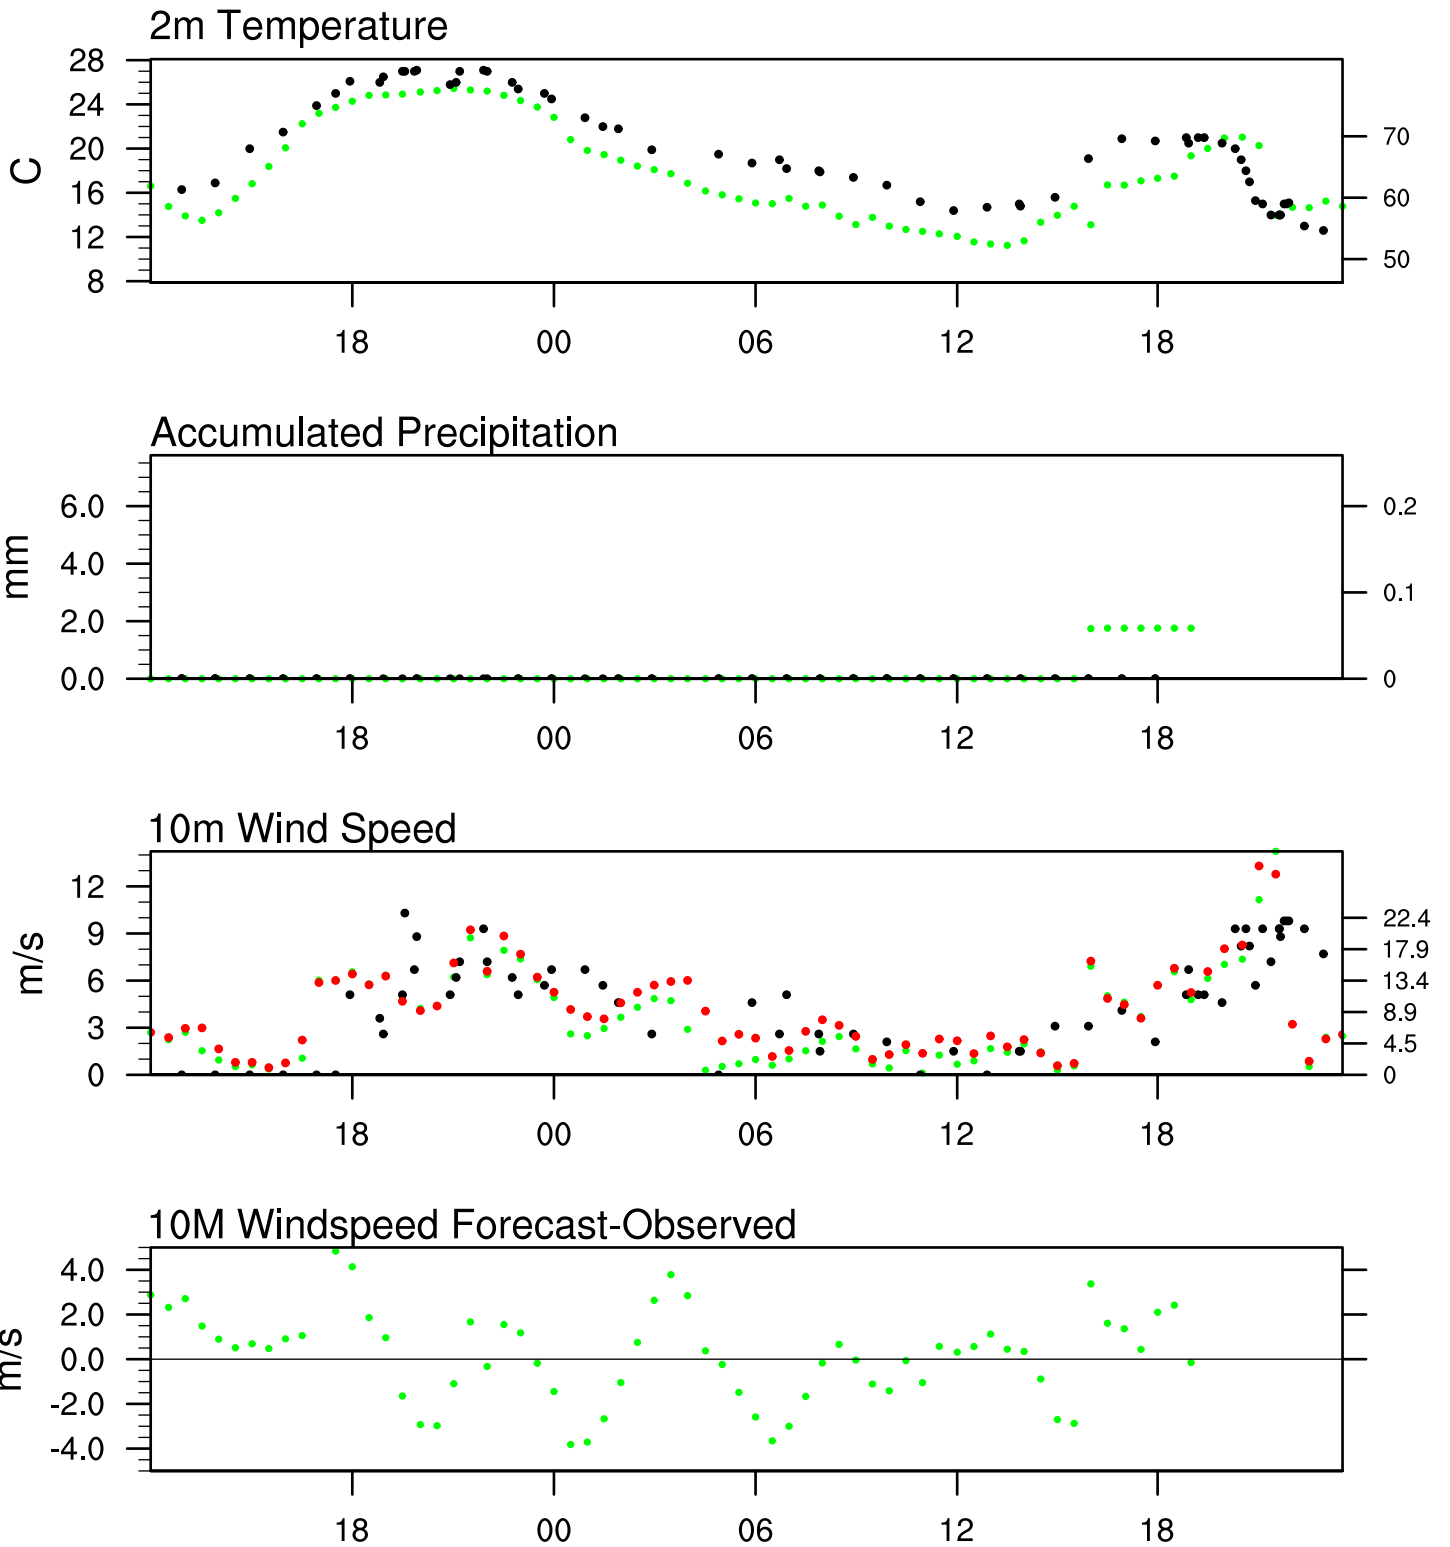 2m Temperature
28
24
20
16
12
8
C
70
60
50
18 00 06 12 18
Accumulated Precipitation
6.0
4.0
2.0
0.0
mm
0.2
0.1
0
18 00 06 12 18
10m Wind Speed
12
9
6
3
0
m/s
22.4
17.9
13.4
8.9
4.5
0
18 00 06 12 18
10M Windspeed Forecast-Observed
4.0
2.0
0.0
-2.0
-4.0
m/s
18 00 06 12 18